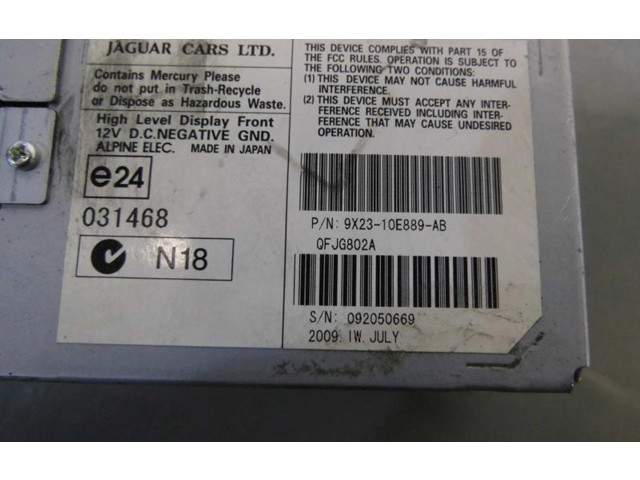 JAGUAR CARS LTD.
Contains Mercury Please
do not put in Trash-Recycle
or Dispose as Hazardous Waste.
High Level Display Front
12V D.C.NEGATIVE GND.
ALPINE ELEC. MADE IN JAPAN
e24
031468
N18
THIS DEVICE COMPLIES WITH PART 15 OF
THE FCC RULES. OPERATION IS SUBJECT TO
THE FOLLOWING TWO CONDITIONS:
(1) THIS DEVICE MAY NOT CAUSE HARMFUL
INTERFERENCE.
(2) THIS DEVICE MUST ACCEPT ANY INTER-
FERENCE RECEIVED INCLUDING INTER-
FERENCE THAT MAY CAUSE UNDESIRED
OPERATION.
P/N: 9X23-10E889-AB
QFJG802A
S/N: 092050669
2009. 1W. JULY